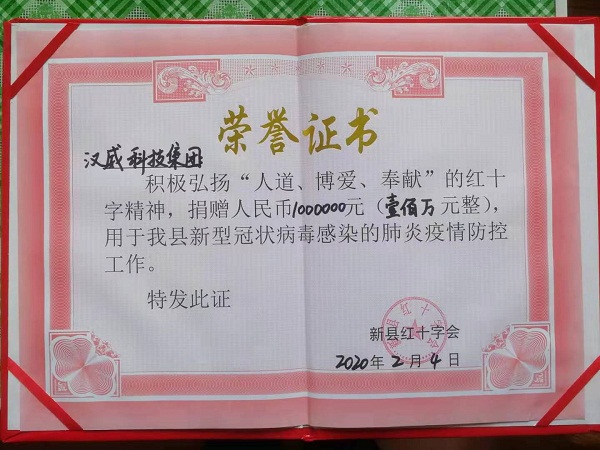 荣誉证书
汉威科技集团
积极弘扬“人道、博爱、奉献”的红十
字精神，捐赠人民币1000000元（壹佰万元整），
用于我县新型冠状病毒感染的肺炎疫情防控
工作。
特发此证
新县红十字会
2020年2月4日